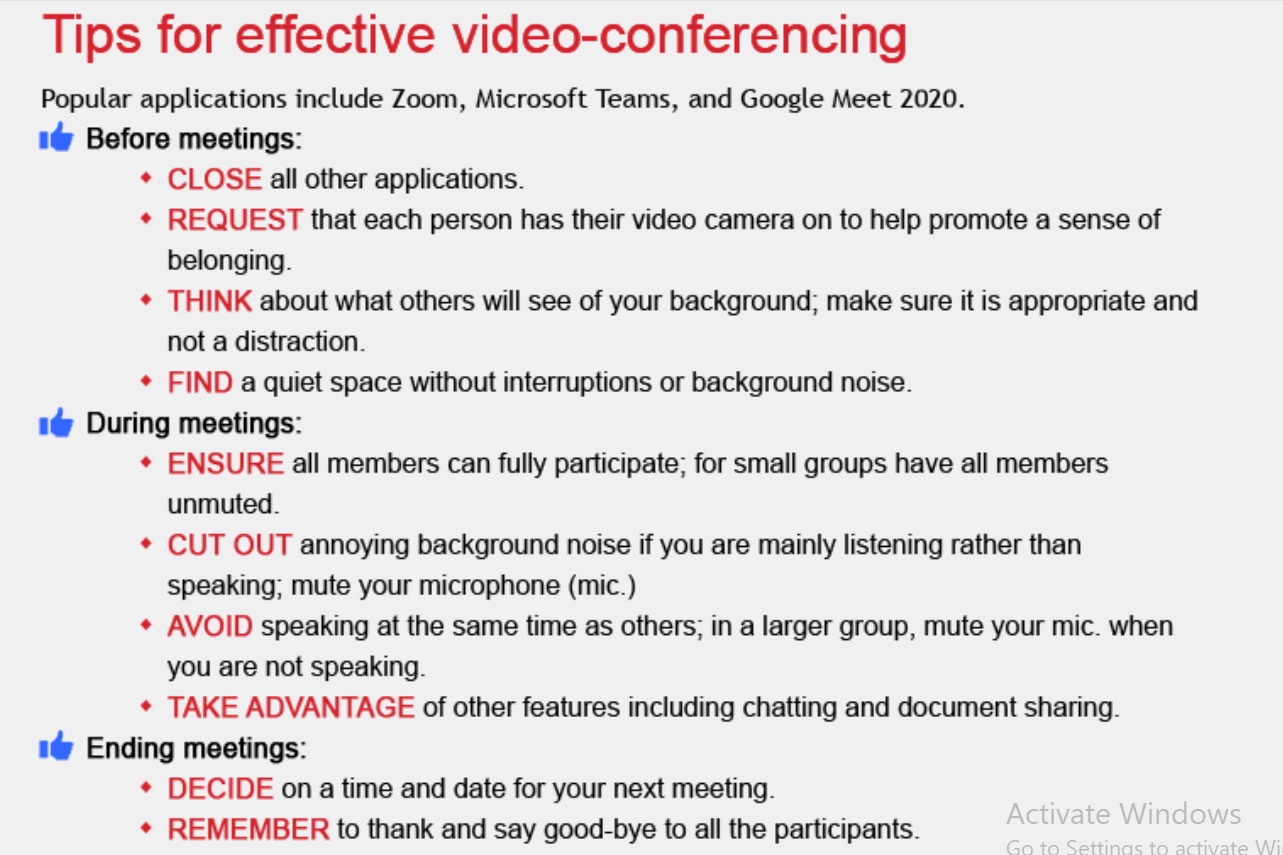 Tips for effective video-conferencing
Popular applications include Zoom, Microsoft Teams, and Google Meet 2020.
Before meetings:
CLOSE all other applications.
REQUEST that each person has their video camera on to help promote a sense of
belonging.
THINK about what others will see of your background; make sure it is appropriate and
not a distraction.
FIND a quiet space without interruptions or background noise.
During meetings:
ENSURE all members can fully participate; for small groups have all members
unmuted.
CUT OUT annoying background noise if you are mainly listening rather than
speaking; mute your microphone (mic.)
AVOID speaking at the same time as others; in a larger group, mute your mic. when
you are not speaking.
TAKE ADVANTAGE of other features including chatting and document sharing.
Ending meetings:
DECIDE on a time and date for your next meeting.
REMEMBER to thank and say good-bye to all the participants.
Activate Windows
Go to Settings to activate